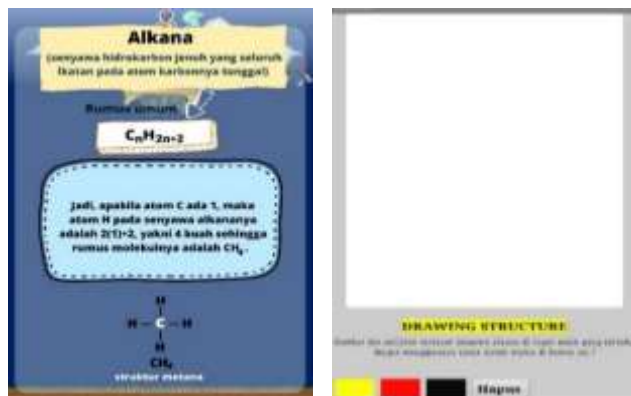 Alkana
(senyawa hidrokarbon jenuh yang seluruh
ikatan pada atom karbonnya tunggal)
Rumus umum
CnH2n+2
Jadi, apabila atom C ada 1, maka
atom H pada senyawa alkananya
adalah 2(1)+2, yakni 4 buah sehingga
rumus molekulnya adalah CH4.
H
H – C – H
H
CH4
struktur metana
DRAWING STRUCTURE
Hapus